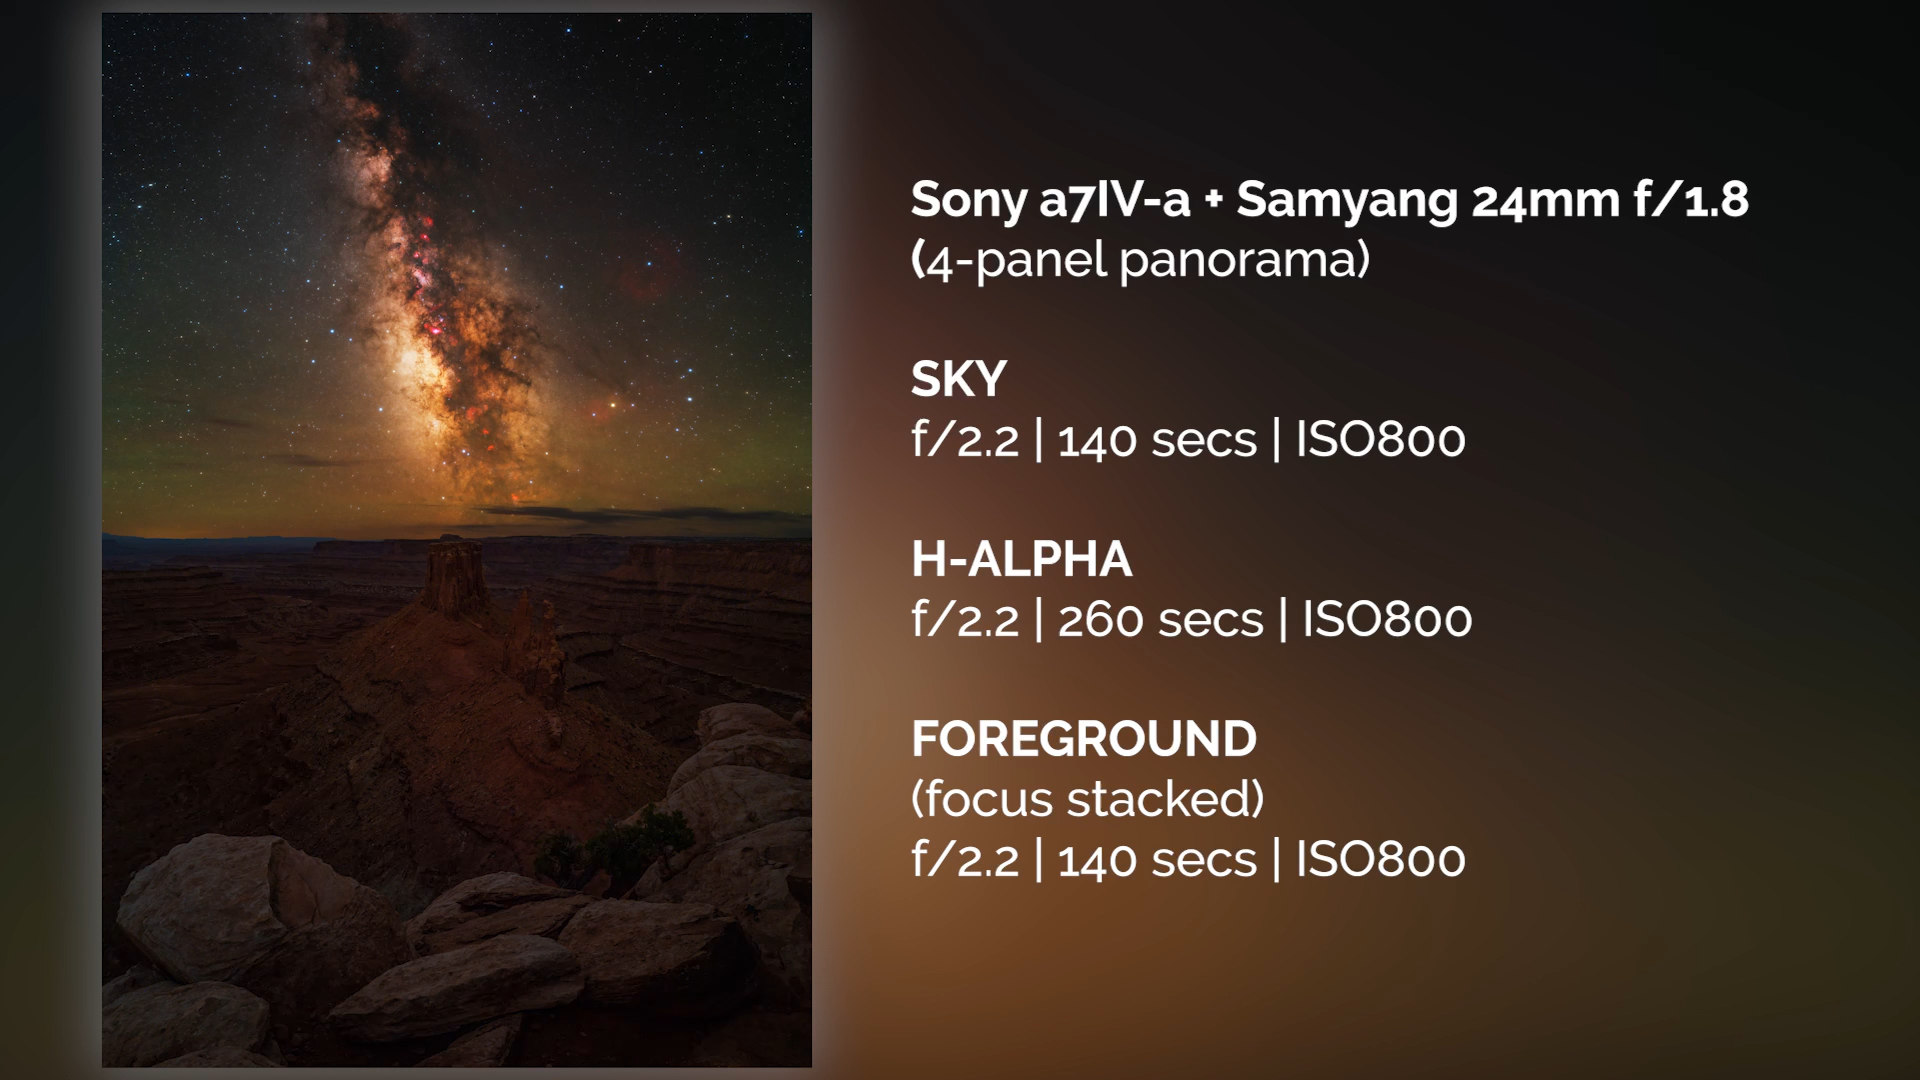 Sony a7IV-a + Samyang 24mm f/1.8
(4-panel panorama)
SKY
f/2.2 | 140 secs | ISO800
H-ALPHA
f/2.2 | 260 secs | ISO800
FOREGROUND
(focus stacked)
f/2.2 | 140 secs | ISO800